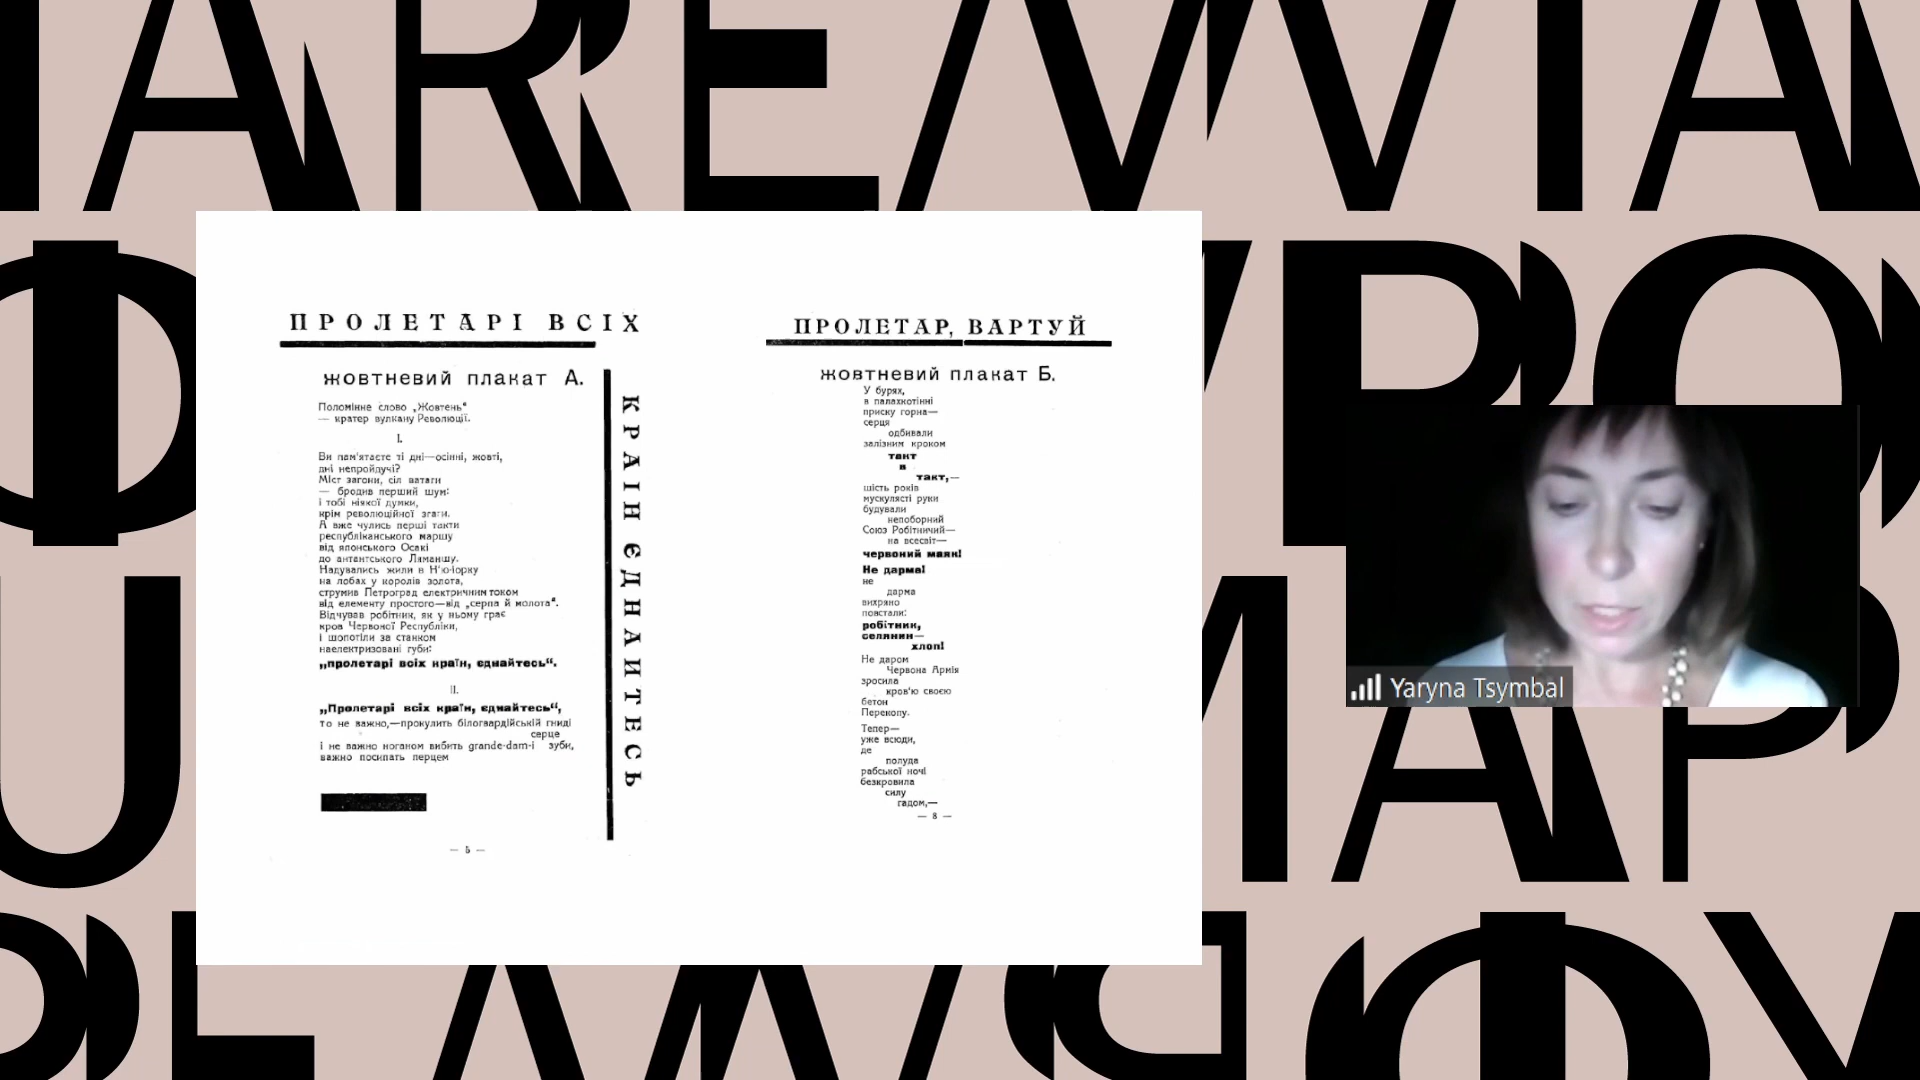 ПРОЛЕТАРІ ВСІХ
КРАЇН ЄДНАЙТЕСЬ
жовтневий плакат А.
Поломінне слово „Жовтень“
— кратер вулкану Революції.
I.
Ви пам'ятаєте ті дні—осінні, жовті,
дні непройдучі?
Міст загони, сіл ватаги
— бродив перший шум:
і тобі ніякої думки,
крім революційної згаги.
А вже чулись перші такти
республіканського маршу
від японського Осакі
до антантського Ляманшу.
Надувались жили в Н'ю-Іорку
на лобах у королів золота,
струмив Петроград електричним током
від елементу простого—від „серпа й молота“.
Відчував робітник, як у ньому грає
кров Червоної Республіки,
і шопотіли за станком
наелектризовані губи:
„пролетарі всіх країн, єднайтесь“.
II.
„Пролетарі всіх країн, єднайтесь“,
то не важно,—прокулить білогвардійській гниді
серце
і не важно ноганом вибить grande-dam-і зуби,
важно посипать перцем
— 5 —
ПРОЛЕТАР, ВАРТУЙ
жовтневий плакат Б.
У бурях,
в палахкотінні
приску горна—
серця
одбивали
залізним кроком
такт
в
такт,—
шість років
мускулясті руки
будували
непоборний
Союз Робітничий—
на всесвіт—
червоний маяк!
Не дарма!
не
дарма
вихряно
повстали:
робітник,
селянин—
хлоп!
Не даром
Червона Армія
зросила
кров'ю своєю
бетон
Перекопу.
Тепер—
уже всюди,
де
полуда
рабської ночі
безкровила
силу
гадом,—
— 8 —
Yaryna Tsymbal